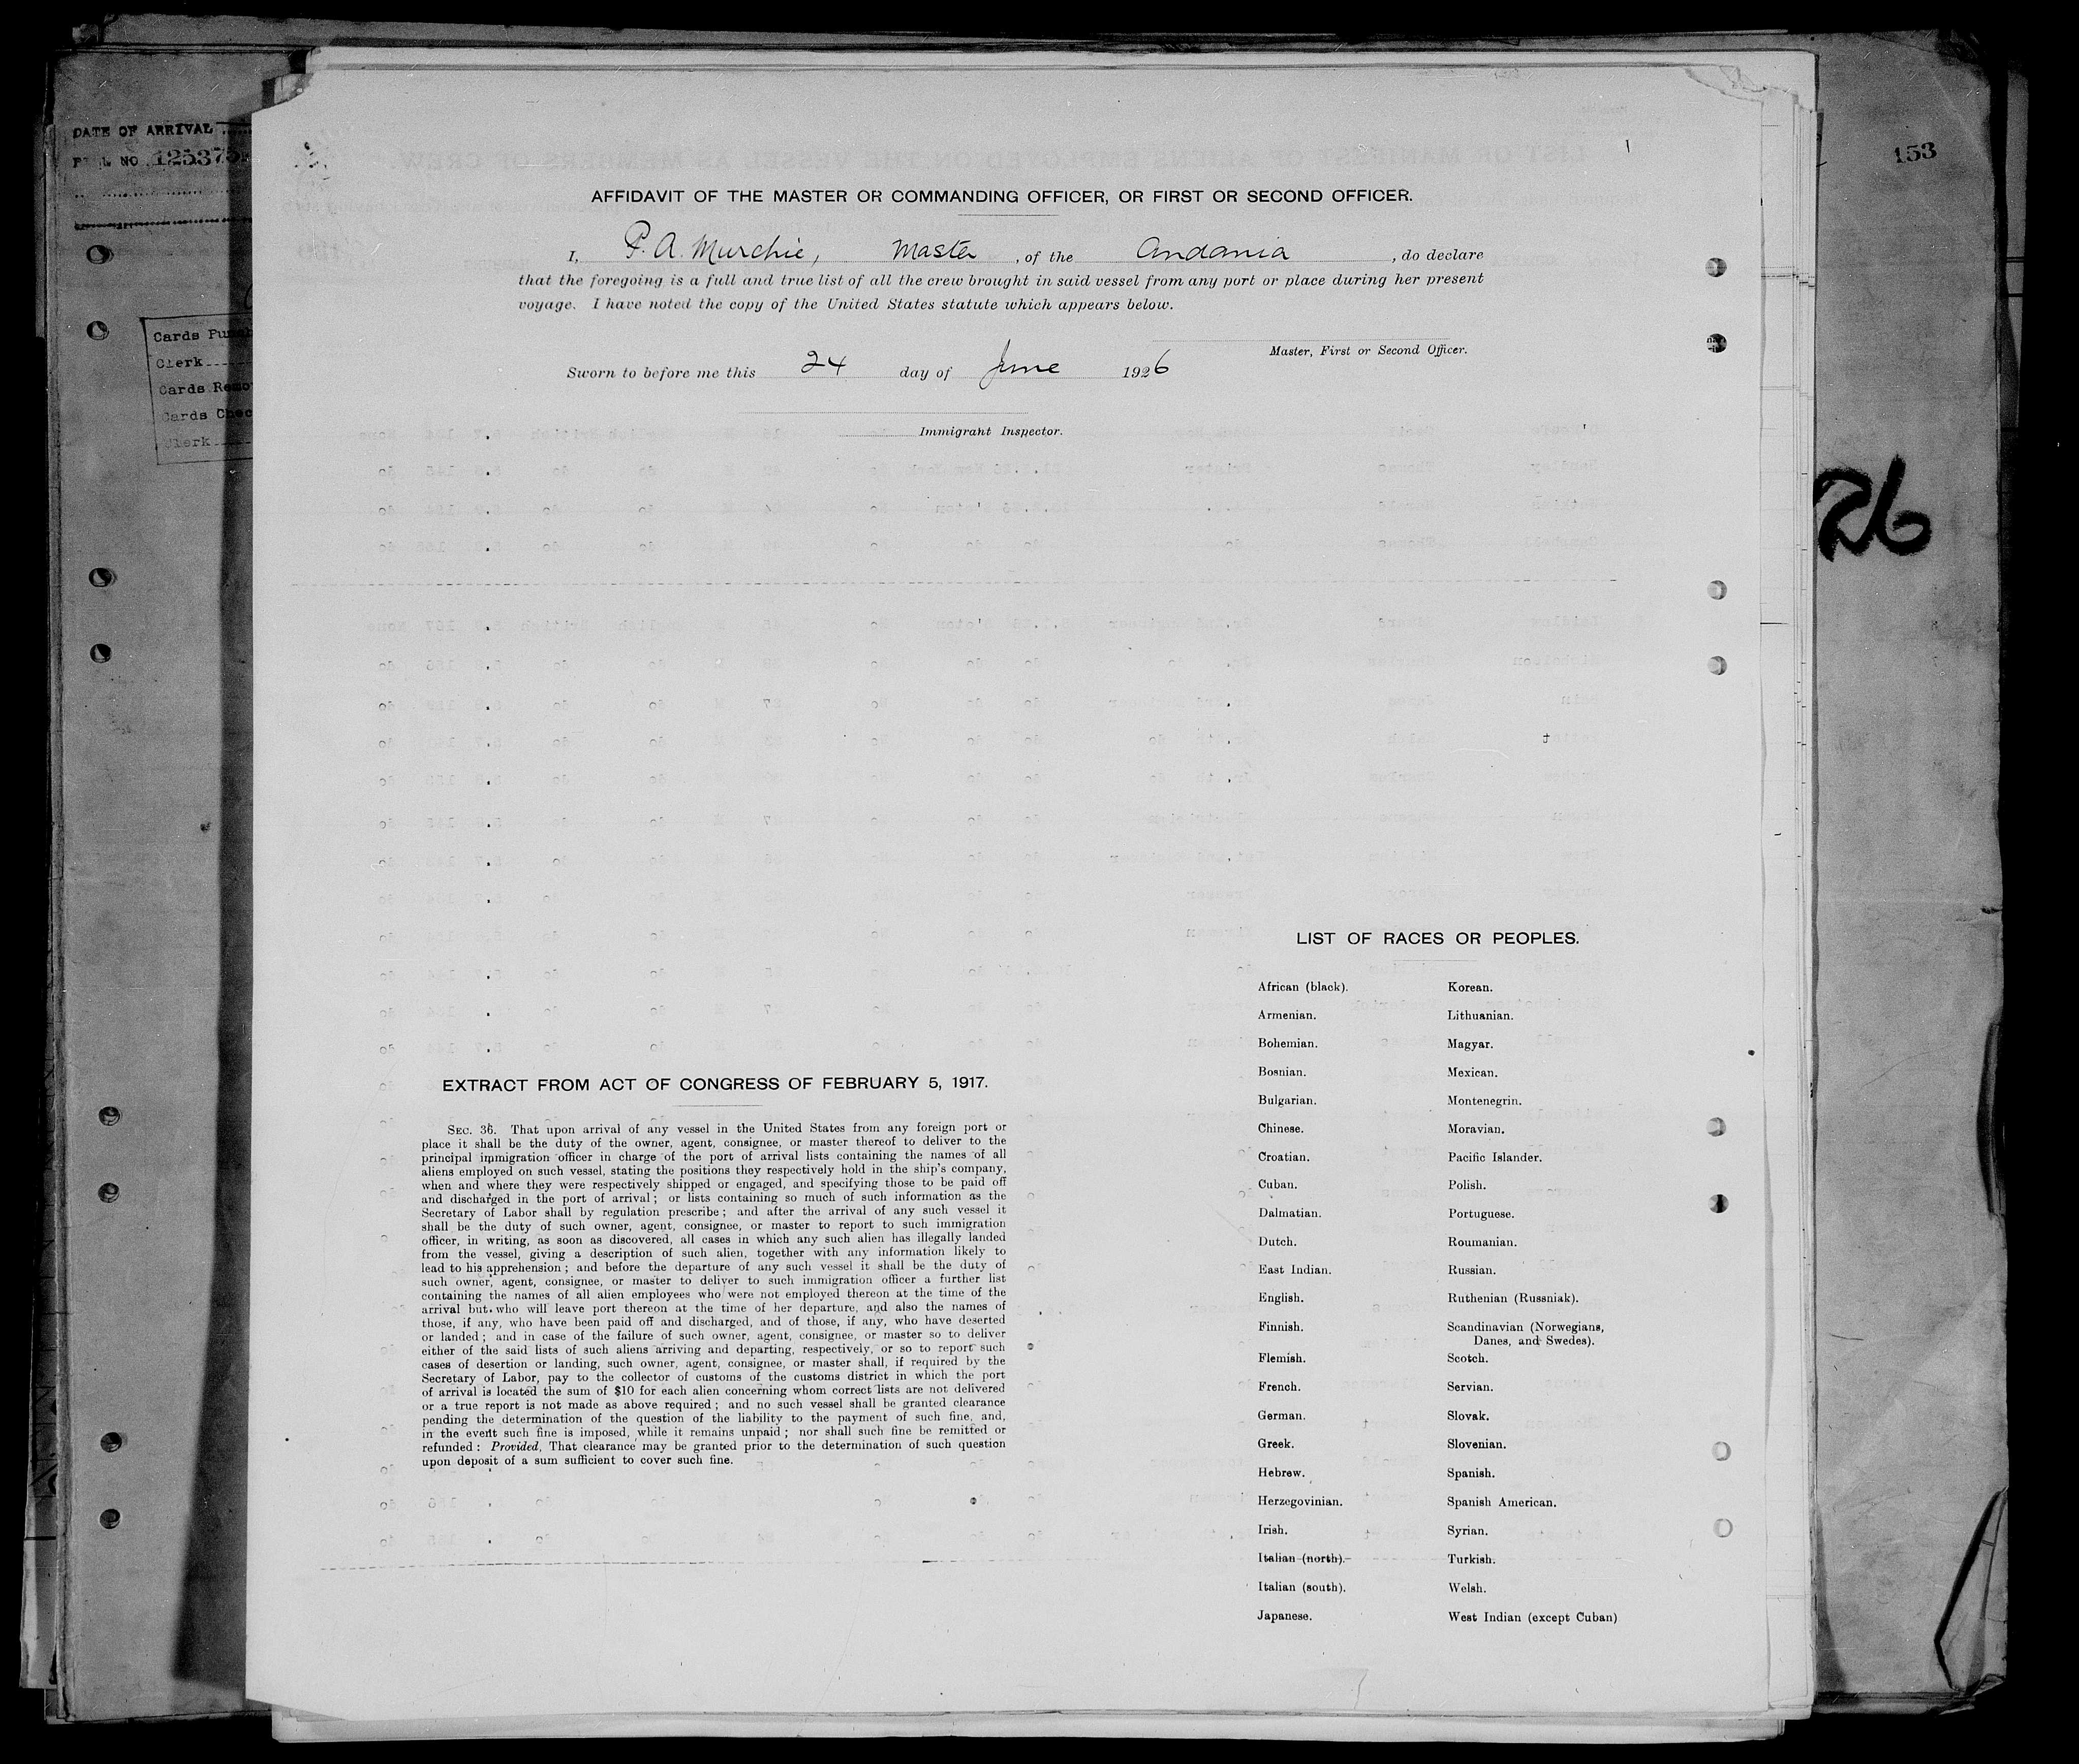 DATE OF ARRIVAL
NO. 125375
153
Cards
Clerk
Cards
Cards
Clerk
26
AFFIDAVIT OF THE MASTER OR COMMANDING OFFICER, OR FIRST OR SECOND OFFICER.
I, P. A. Murchie, Master, of the Andania, do declare
that the foregoing is a full and true list of all the crew brought in said vessel from any port or place during her present
voyage. I have noted the copy of the United States statute which appears below.
Master, First or Second Officer.
Sworn to before me this 24 day of June 1926
Immigrant Inspector.
EXTRACT FROM ACT OF CONGRESS OF FEBRUARY 5, 1917.
SEC. 36. That upon arrival of any vessel in the United States from any foreign port or
place it shall be the duty of the owner, agent, consignee, or master thereof to deliver to the
principal immigration officer in charge of the port of arrival lists containing the names of all
aliens employed on such vessel, stating the positions they respectively hold in the ship's company,
when and where they were respectively shipped or engaged, and specifying those to be paid off
and discharged in the port of arrival; or lists containing so much of such information as the
Secretary of Labor shall by regulation prescribe; and after the arrival of any such vessel it
shall be the duty of such owner, agent, consignee, or master to report to such immigration
officer, in writing, as soon as discovered, all cases in which any such alien has illegally landed
from the vessel, giving a description of such alien, together with any information likely to
lead to his apprehension; and before the departure of any such vessel it shall be the duty of
such owner, agent, consignee, or master to deliver to such immigration officer a further list
containing the names of all alien employees who were not employed thereon at the time of the
arrival but who will leave port thereon at the time of her departure, and also the names of
those, if any, who have been paid off and discharged, and of those, if any, who have deserted
or landed; and in case of the failure of such owner, agent, consignee, or master so to deliver
either of the said lists of such aliens arriving and departing, respectively, or so to report such
cases of desertion or landing, such owner, agent, consignee, or master shall, if required by the
Secretary of Labor, pay to the collector of customs of the customs district in which the port
of arrival is located the sum of $10 for each alien concerning whom correct lists are not delivered
or a true report is not made as above required; and no such vessel shall be granted clearance
pending the determination of the question of the liability to the payment of such fine, and,
in the event such fine is imposed, while it remains unpaid; nor shall such fine be remitted or
refunded: Provided, That clearance may be granted prior to the determination of such question
upon deposit of a sum sufficient to cover such fine.
LIST OF RACES OR PEOPLES.
African (black).
Armenian.
Bohemian.
Bosnian.
Bulgarian.
Chinese.
Croatian.
Cuban.
Dalmatian.
Dutch.
East Indian.
English.
Finnish.
Flemish.
French.
German.
Greek.
Hebrew.
Herzegovinian.
Irish.
Italian (north).
Italian (south).
Japanese.
Korean.
Lithuanian.
Magyar.
Mexican.
Montenegrin.
Moravian.
Pacific Islander.
Polish.
Portuguese.
Roumanian.
Russian.
Ruthenian (Russniak).
Scandinavian (Norwegians,
Danes, and Swedes).
Scotch.
Servian.
Slovak.
Slovenian.
Spanish.
Spanish American.
Syrian.
Turkish.
Welsh.
West Indian (except Cuban)